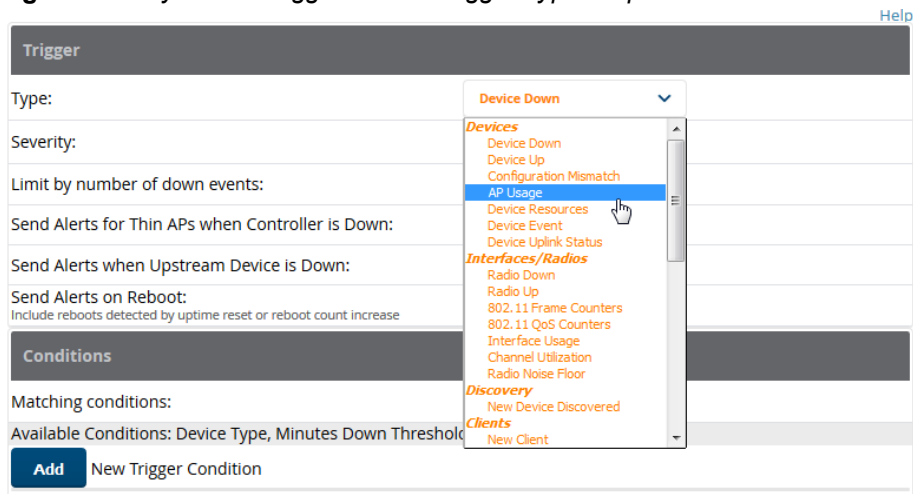 Help
Trigger
Type:
Device Down
Severity:
Limit by number of down events:
Send Alerts for Thin APs when Controller is Down:
Send Alerts when Upstream Device is Down:
Send Alerts on Reboot:
Include reboots detected by uptime reset or reboot count increase
Devices
Device Down
Device Up
Configuration Mismatch
AP Usage
Device Resources
Device Event
Device Uplink Status
Interfaces/Radios
Radio Down
Radio Up
802.11 Frame Counters
802.11 QoS Counters
Interface Usage
Channel Utilization
Radio Noise Floor
Discovery
New Device Discovered
Clients
New Client
Conditions
Matching conditions:
Available Conditions: Device Type, Minutes Down Threshold
Add New Trigger Condition